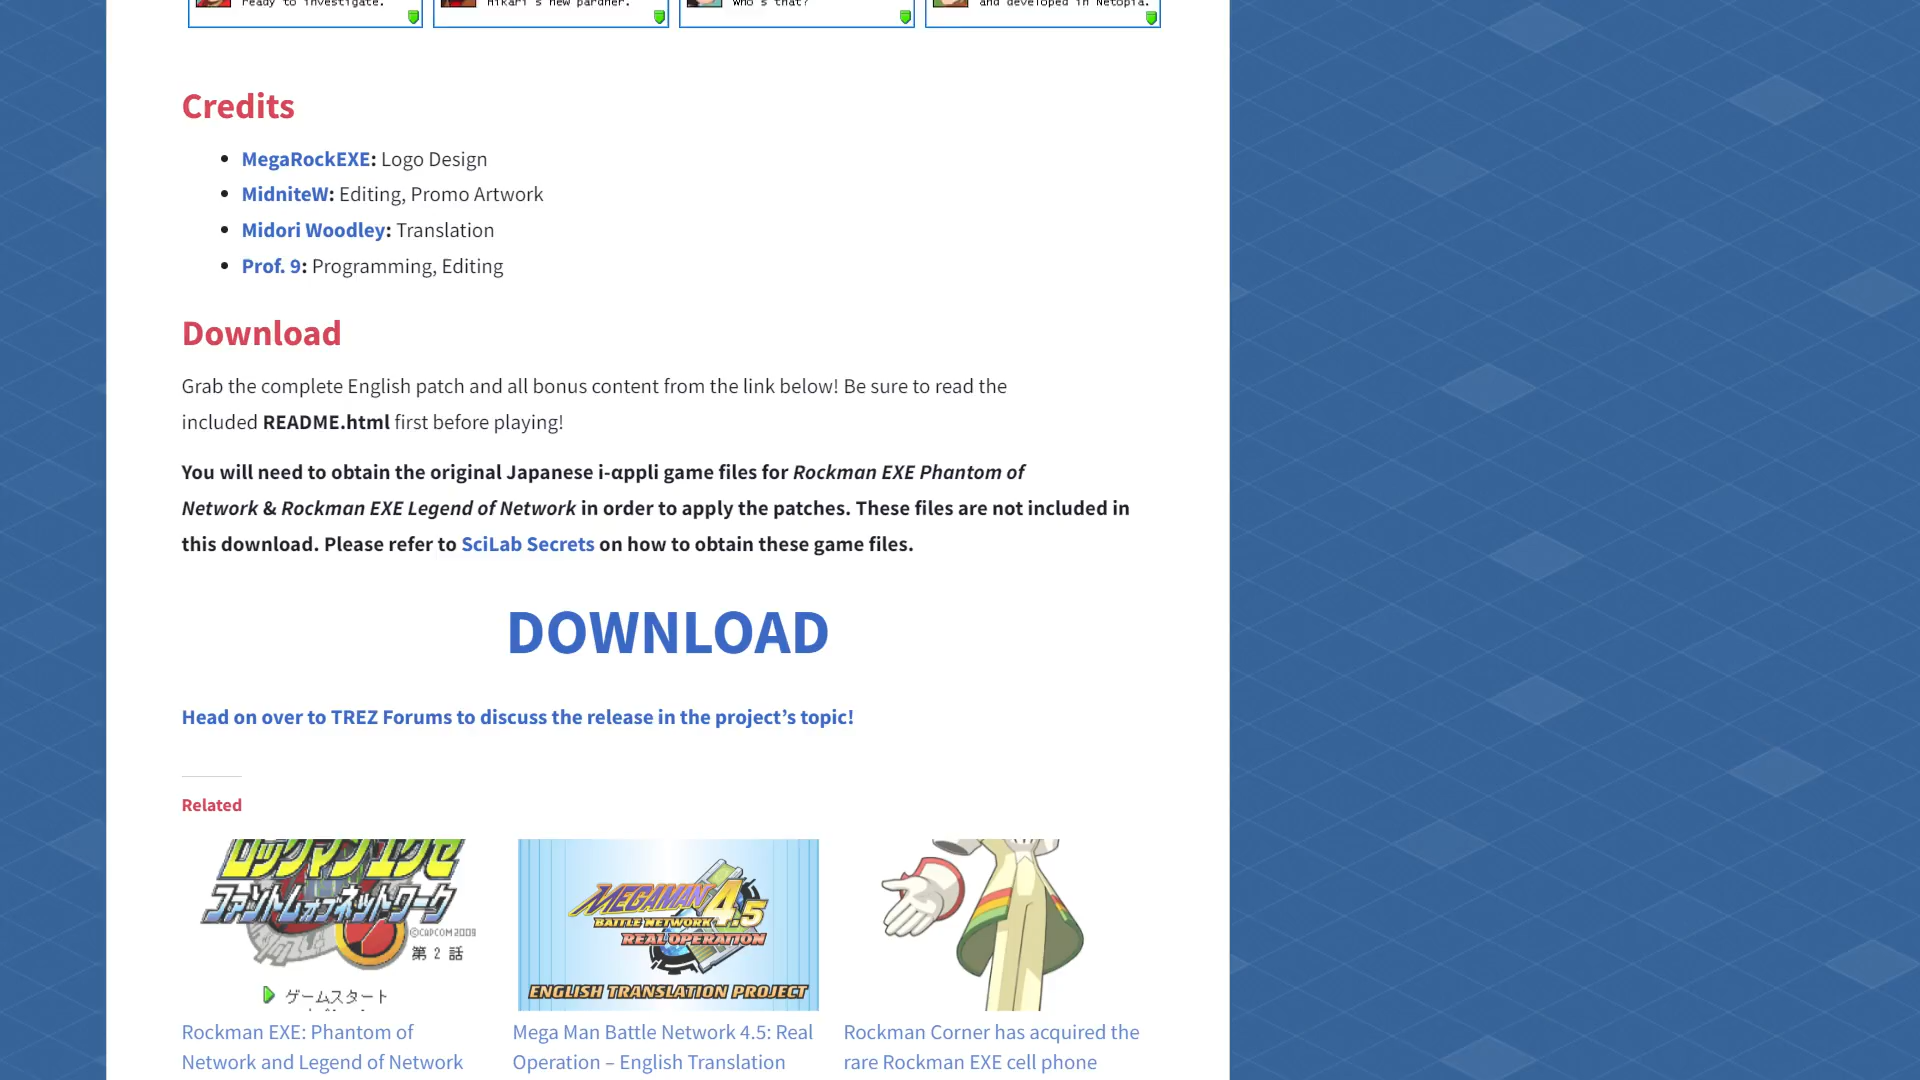 ready to investigate.
Hikari's new pardner.
Who's that?
and developed in Netopia.
Credits
MegaRockEXE: Logo Design
MidniteW: Editing, Promo Artwork
Midori Woodley: Translation
Prof. 9: Programming, Editing
Download
Grab the complete English patch and all bonus content from the link below! Be sure to read the
included README.html first before playing!
You will need to obtain the original Japanese i-αppli game files for Rockman EXE Phantom of
Network & Rockman EXE Legend of Network in order to apply the patches. These files are not included in
this download. Please refer to SciLab Secrets on how to obtain these game files.
DOWNLOAD
Head on over to TREZ Forums to discuss the release in the project’s topic!
Related
ロックマンエグゼ
ファントムオブネットワーク
©CAPCOM2009
第2話
ゲームスタート
MEGAMAN 4.5
BATTLE NETWORK
REAL OPERATION
ENGLISH TRANSLATION PROJECT
Rockman EXE: Phantom of
Network and Legend of Network
Mega Man Battle Network 4.5: Real
Operation – English Translation
Rockman Corner has acquired the
rare Rockman EXE cell phone